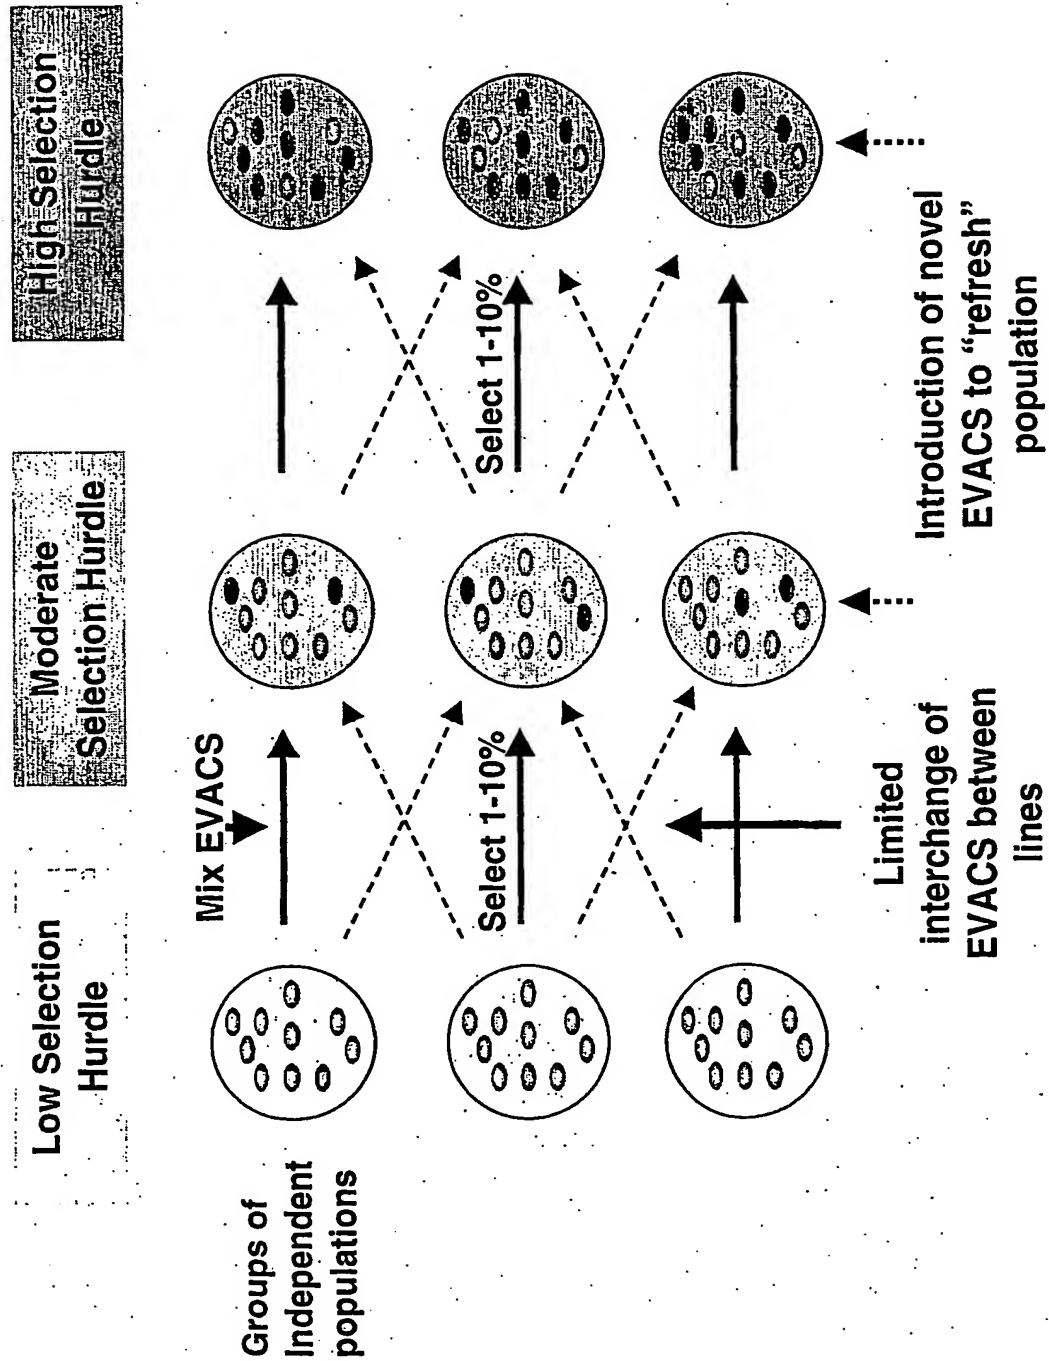 Low Selection
Hurdle
Moderate
Selection Hurdle
High Selection
Hurdle
Groups of
Independent
populations
Mix EVACS
Select 1-10%
Select 1-10%
Limited
interchange of
EVACS between
lines
Introduction of novel
EVACS to “refresh”
population